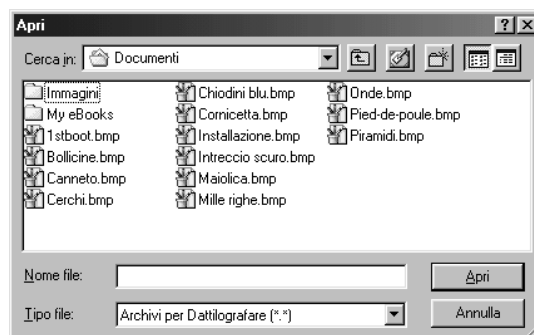 Apri
Cerca in: Documenti
Immagini
My eBooks
1stboot.bmp
Bollicine.bmp
Canneto.bmp
Cerchi.bmp
Chiodini blu.bmp
Cornicetta.bmp
Installazione.bmp
Intreccio scuro.bmp
Maiolica.bmp
Mille righe.bmp
Onde.bmp
Pied-de-poule.bmp
Piramidi.bmp
Nome file:
Apri
Tipo file: Archivi per Dattilografare (*.*)
Annulla